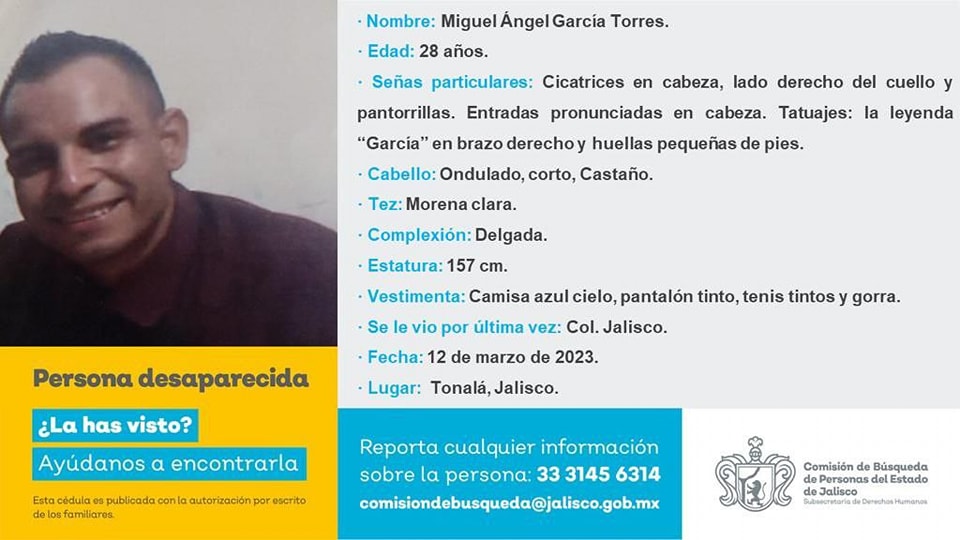 · Nombre: Miguel Ángel García Torres.
· Edad: 28 años.
· Señas particulares: Cicatrices en cabeza, lado derecho del cuello y
pantorrillas. Entradas pronunciadas en cabeza. Tatuajes: la leyenda
“García” en brazo derecho y huellas pequeñas de pies.
· Cabello: Ondulado, corto, Castaño.
· Tez: Morena clara.
· Complexión: Delgada.
· Estatura: 157 cm.
· Vestimenta: Camisa azul cielo, pantalón tinto, tenis tintos y gorra.
· Se le vio por última vez: Col. Jalisco.
· Fecha: 12 de marzo de 2023.
· Lugar: Tonalá, Jalisco.
Persona desaparecida
¿La has visto?
Ayúdanos a encontrarla
Esta cédula es publicada con la autorización por escrito
de los familiares.
Reporta cualquier información
sobre la persona: 33 3145 6314
comisiondebusqueda@jalisco.gob.mx
Comisión de Búsqueda
de Personas del Estado
de Jalisco
Subsecretaría de Derechos Humanos